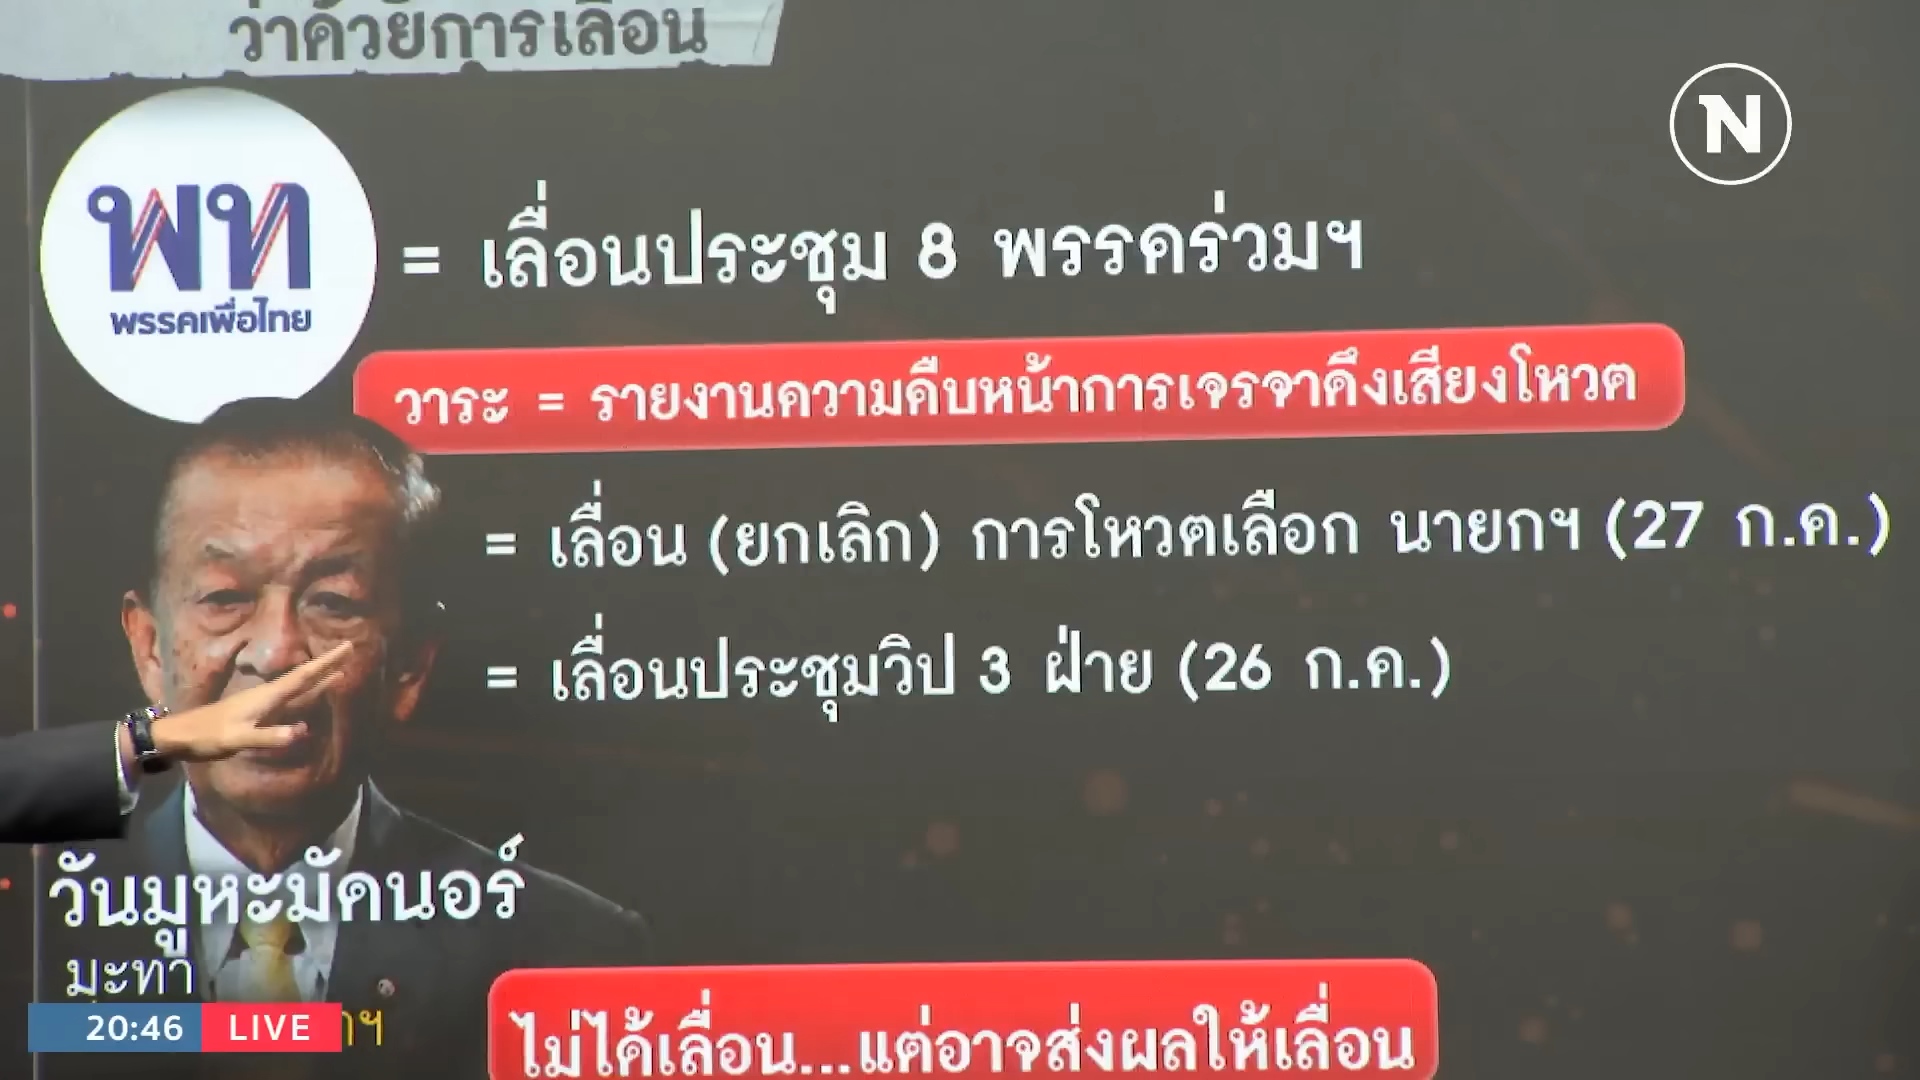 ว่าด้วยการเลื่อน
N
พท
พรรคเพื่อไทย
= เลื่อนประชุม 8 พรรคร่วมฯ
วาระ = รายงานความคืบหน้าการเจรจาดึงเสียงโหวต
= เลื่อน (ยกเลิก) การโหวตเลือก นายกฯ (27 ก.ค.)
= เลื่อนประชุมวิป 3 ฝ่าย (26 ก.ค.)
วันมูหะมัดนอร์
มะทา
20:46 LIVE
ไม่ได้เลื่อน...แต่อาจส่งผลให้เลื่อน